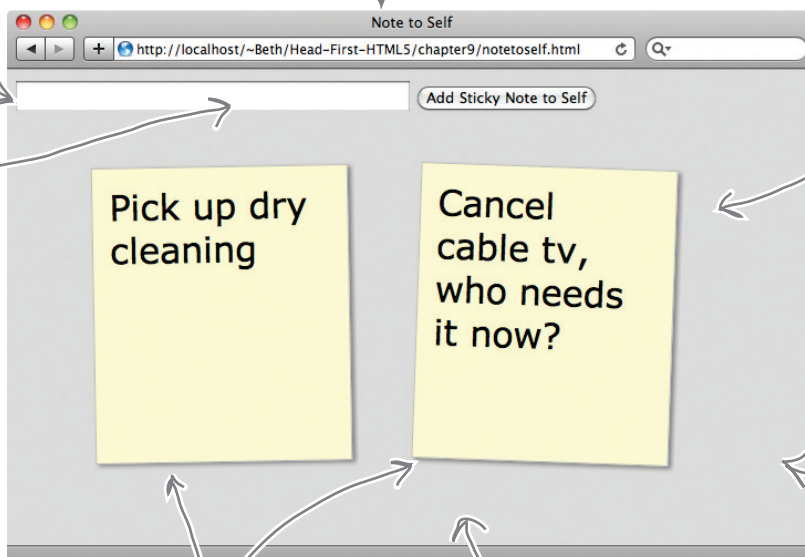 Note to Self
http://localhost/~Beth/Head-First-HTML5/chapter9/notetoself.html
Add Sticky Note to Self
Pick up dry
cleaning
Cancel
cable tv,
who needs
it now?